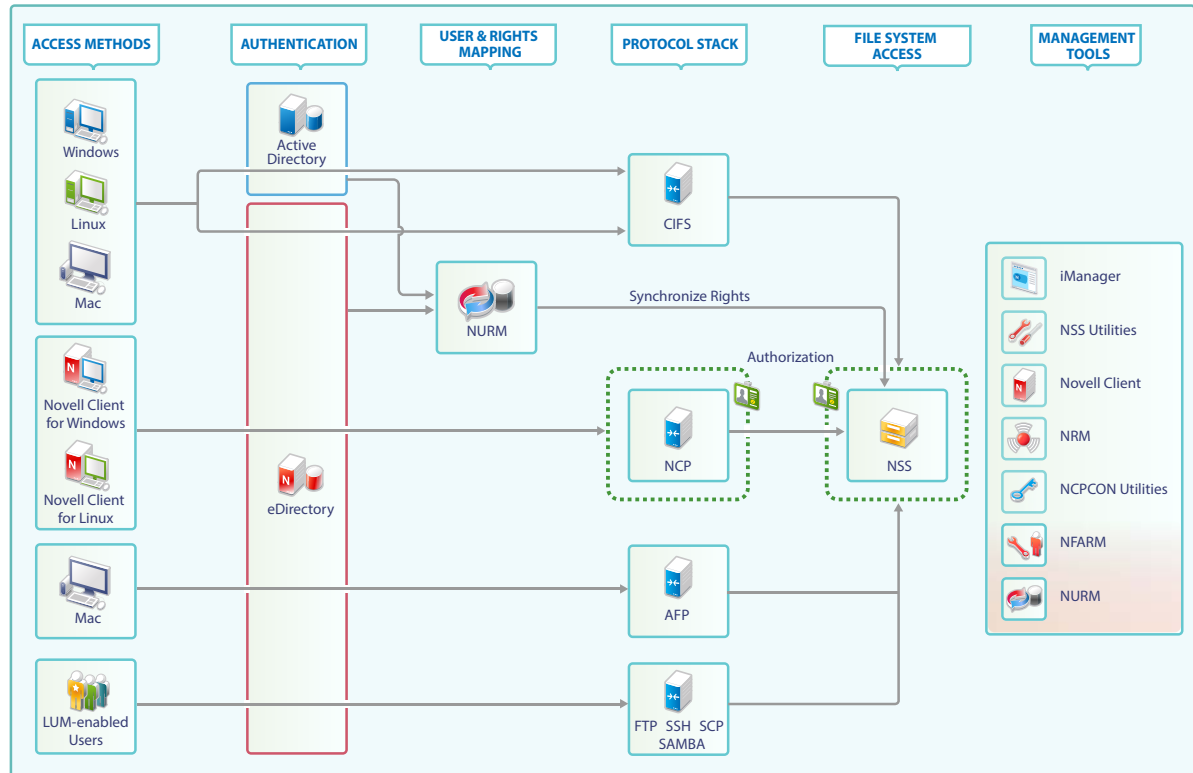 ACCESS METHODS
AUTHENTICATION
USER & RIGHTS
MAPPING
PROTOCOL STACK
FILE SYSTEM
ACCESS
MANAGEMENT
TOOLS
Windows
Linux
Mac
Active
Directory
CIFS
NURM
Synchronize Rights
Authorization
Novell Client
for Windows
Novell Client
for Linux
eDirectory
NCP
NSS
Mac
AFP
LUM-enabled
Users
FTP SSH SCP
SAMBA
iManager
NSS Utilities
Novell Client
NRM
NCPCON Utilities
NFARM
NURM